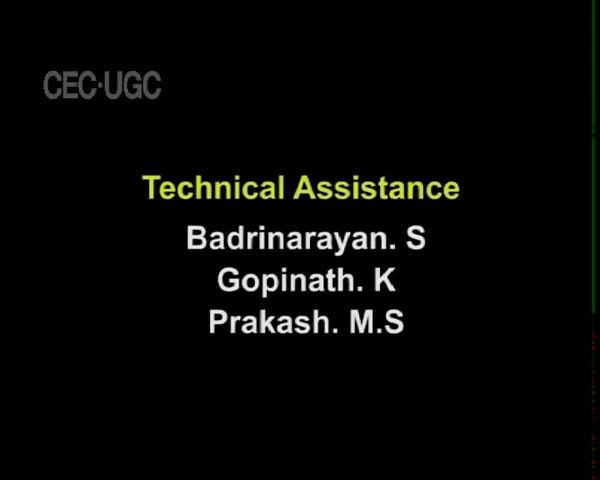 CEC-UGC
Technical Assistance
Badrinarayan. S
Gopinath. K
Prakash. M.S